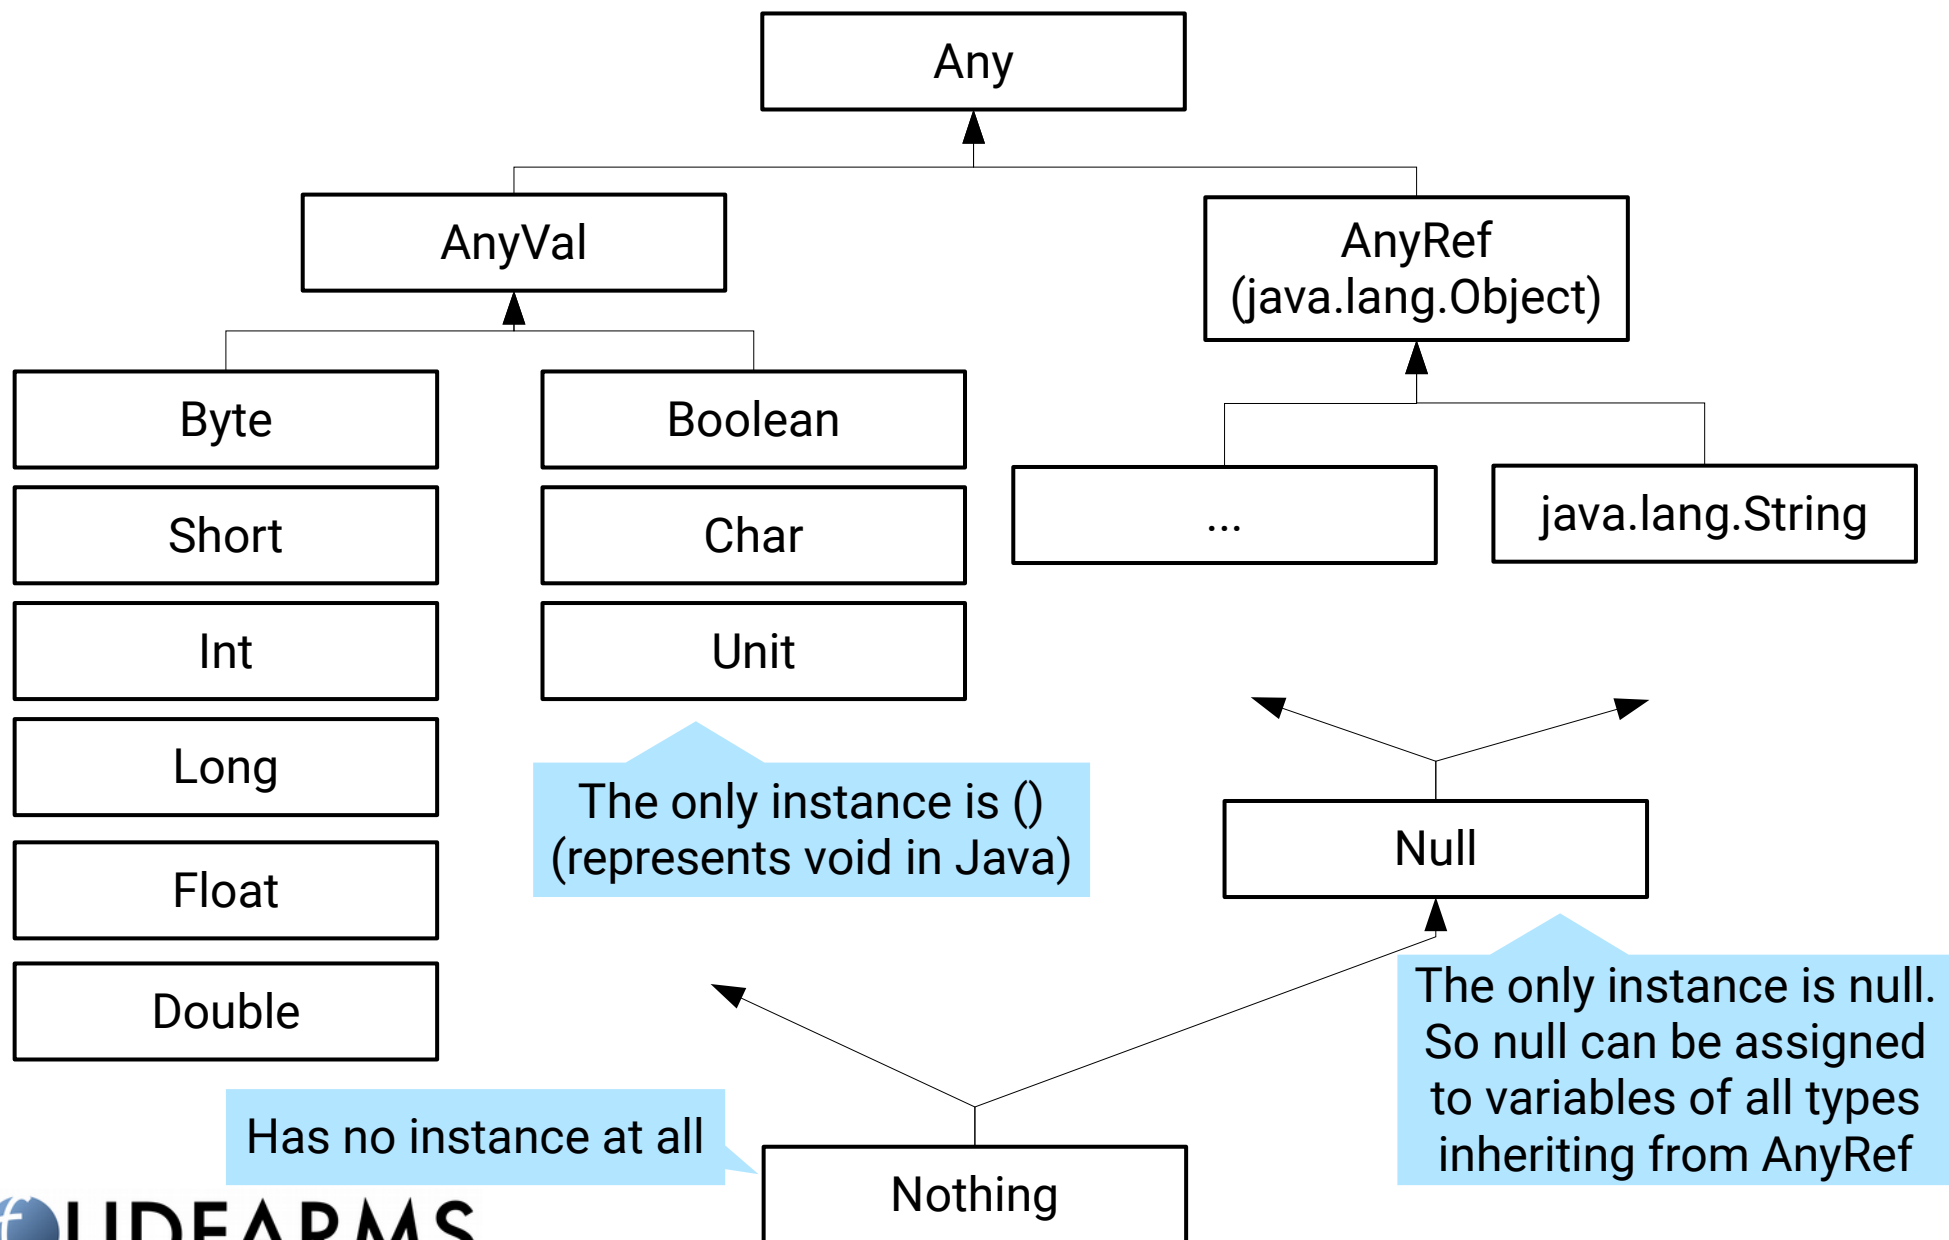 Any
AnyVal
AnyRef
(java.lang.Object)
Byte
Boolean
Short
Char
...
java.lang.String
Int
Unit
Long
The only instance is ()
(represents void in Java)
Null
Float
Double
The only instance is null.
So null can be assigned
to variables of all types
inheriting from AnyRef
Has no instance at all
Nothing